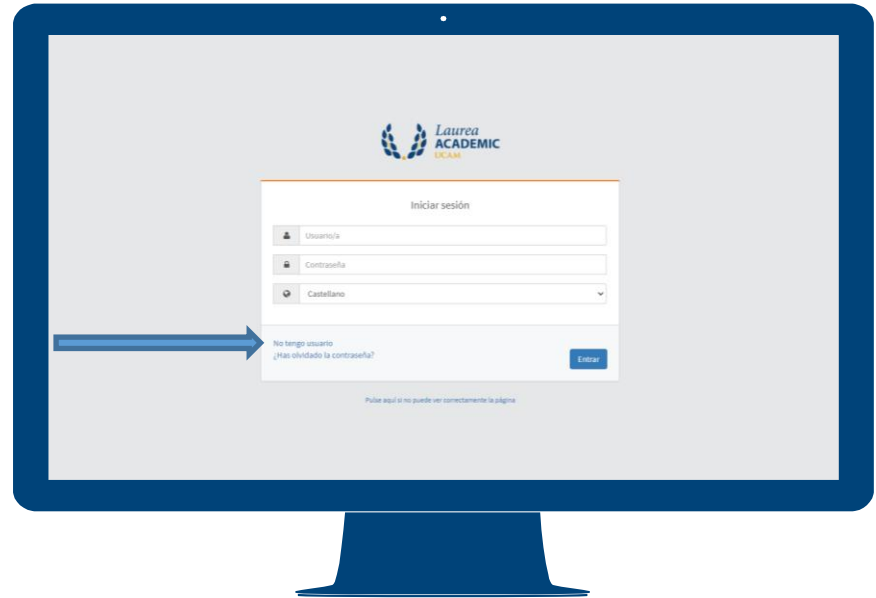 Laurea
ACADEMIC
UCAM
Iniciar sesión
Usuario/a
Contraseña
Castellano
No tengo usuario
¿Has olvidado la contraseña?
Entrar
Pulse aquí si no puede ver correctamente la página